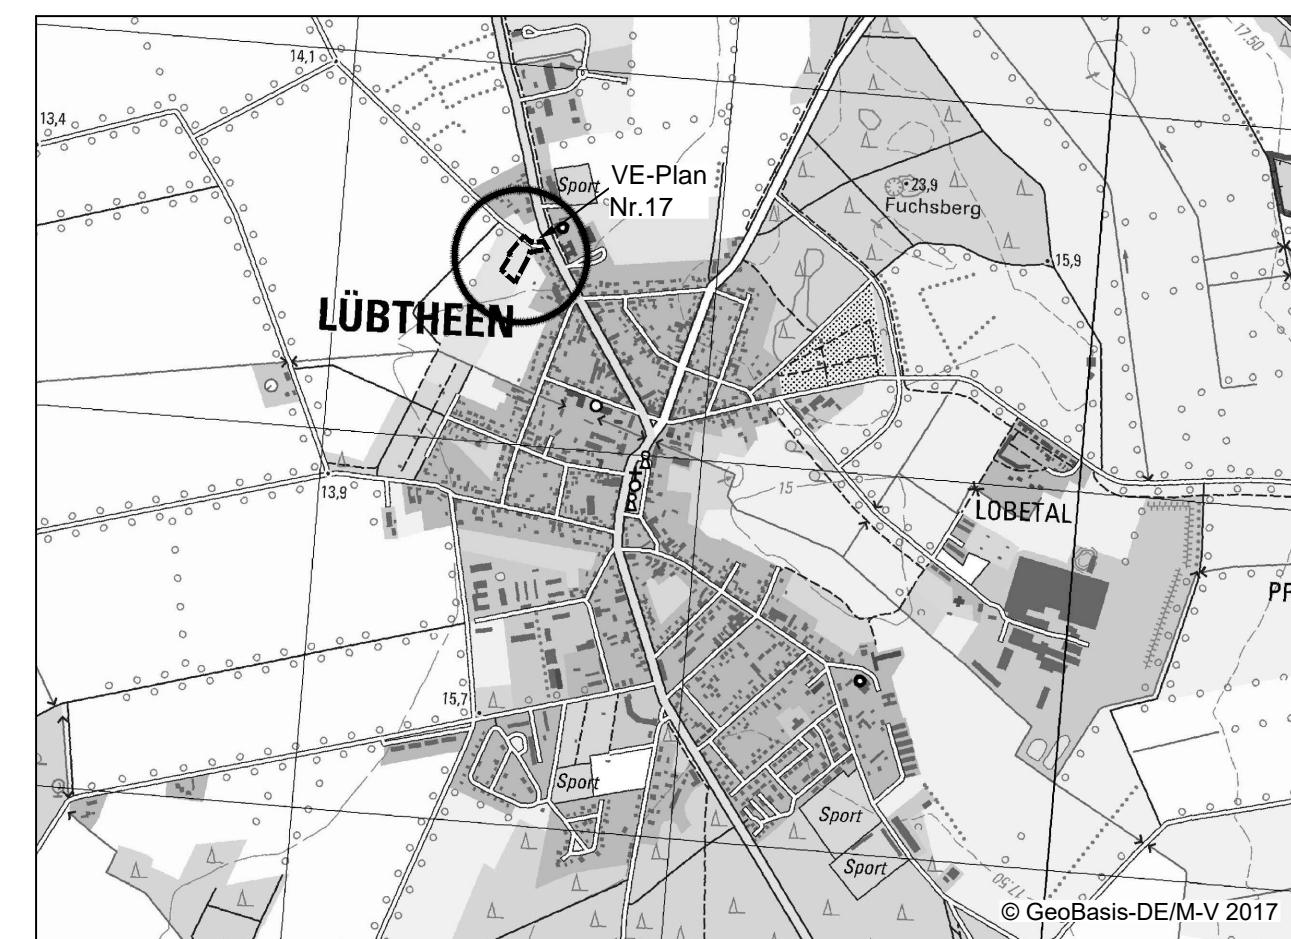 14,1
17.50
13,4
Sport
VE-Plan
Nr.17
23,9
Fuchsberg
15,9
LÜBTHEEN
13,9
15
LOBETAL
PF
15,7
Sport
Sport
Sport
17.50
© GeoBasis-DE/M-V 2017